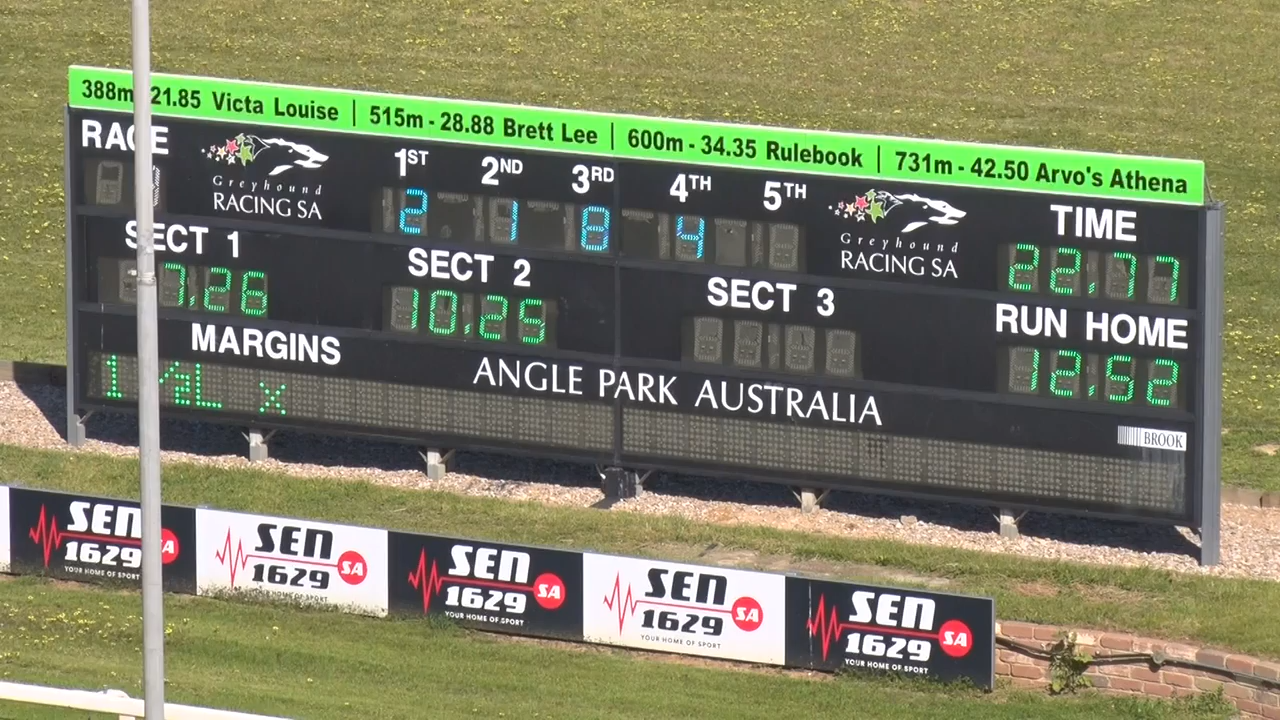 388m 21.85 Victa Louise | 515m - 28.88 Brett Lee | 600m - 34.35 Rulebook | 731m - 42.50 Arvo's Athena
RACE
Greyhound
RACING SA
1ST 2ND 3RD 4TH 5TH
2 1 8 4
Greyhound
RACING SA
TIME
22.77
SECT 1
7.26
SECT 2
10.25
SECT 3
RUN HOME
12.52
MARGINS
1 ½L x
ANGLE PARK AUSTRALIA
BROOK
SEN
1629 SA
YOUR HOME OF SPORT
SEN
1629 SA
YOUR HOME OF SPORT
SEN
1629 SA
YOUR HOME OF SPORT
SEN
1629 SA
YOUR HOME OF SPORT
SEN
1629 SA
YOUR HOME OF SPORT